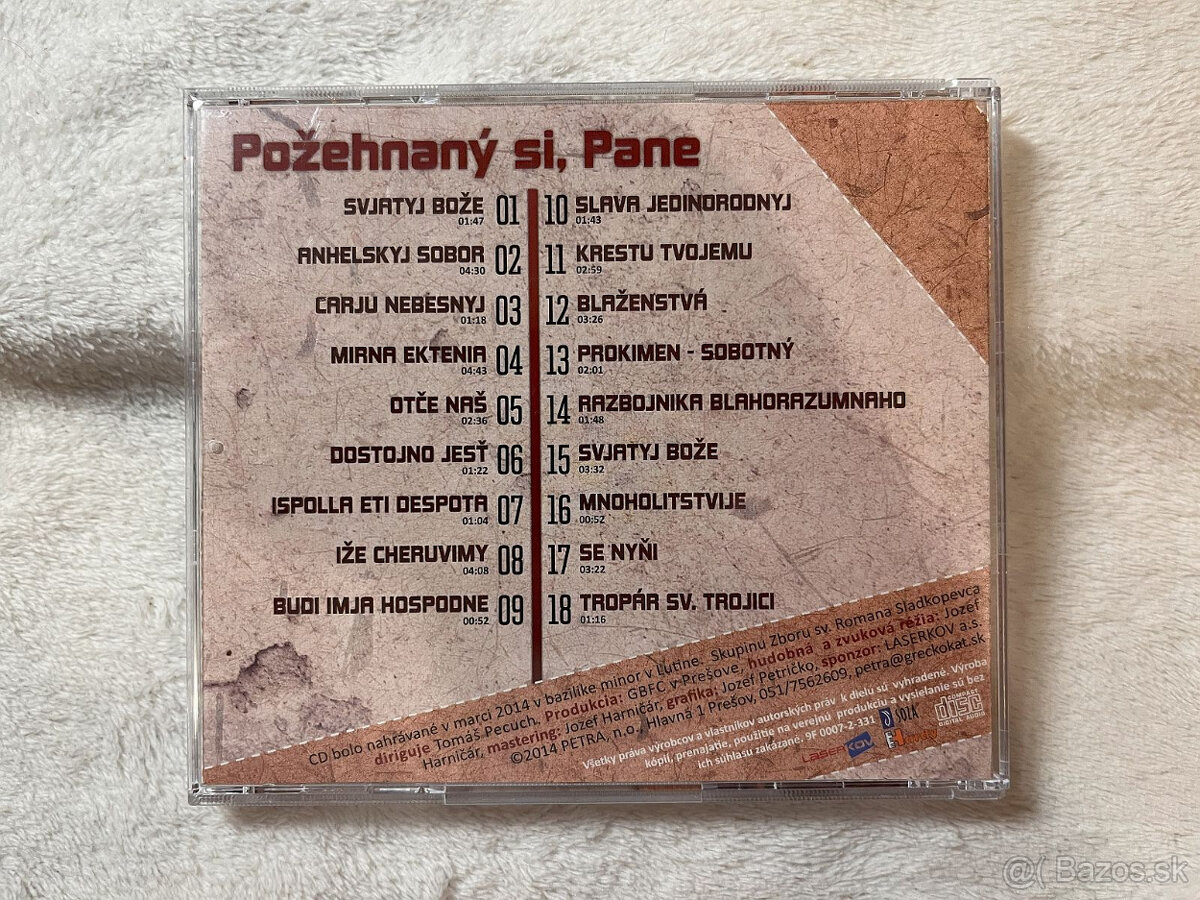 Požehnaný si, Pane
SVJATYJ BOŽE 01
01:47
ANHELSKYJ SOBOR 02
04:30
CARJU NEBESNYJ 03
01:18
MIRNA EKTENIA 04
04:43
OTČE NAŠ 05
02:36
DOSTOJNO JESŤ 06
01:22
ISPOLLA ETI DESPOTA 07
01:04
IŽE CHERUVIMY 08
04:08
BUDI IMJA HOSPODNE 09
00:52
10 SLAVA JEDINORODNYJ
01:43
11 KRESTU TVOJEMU
02:59
12 BLAŽENSTVÁ
03:26
13 PROKIMEN - SOBOTNÝ
02:01
14 RAZBOJNIKA BLAHORAZUMNAHO
01:48
15 SVJATYJ BOŽE
03:32
16 MNOHOLITSTVIJE
00:52
17 SE NYŇI
03:22
18 TROPÁR SV. TROJICI
01:16
CD bolo nahrávané v marci 2014 v bazilike minor v Ľutine. Skupinu Zboru sv. Romana Sladkopevca
diriguje Tomáš Pecuch. Produkcia: GBFC v Prešove, hudobná a zvuková réžia: Jozef
Harničár, mastering: Jozef Harničár, grafika: Jozef Petričko, sponzor: LASERKOV a.s.
©2014 PETRA, n.o., Hlavná 1 Prešov, 051/7562609, petra@greckokat.sk
Všetky práva výrobcov a vlastníkov autorských práv k dielu sú vyhradené. Výroba
kópií, prenajatie, použitie na verejnú produkciu a vysielanie sú bez
ich súhlasu zakázané. 9F 0007-2-331
SOZA
COMPACT
disc
DIGITAL AUDIO
LASERKOV
@( Bazos.sk